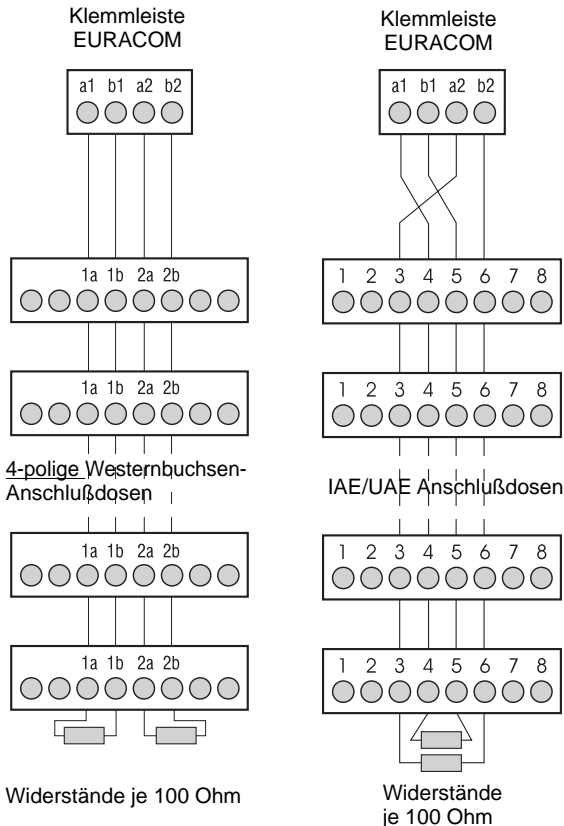 Klemmleiste
EURACOM
a1 b1 a2 b2
1a 1b 2a 2b
1a 1b 2a 2b
4-polige Westernbuchsen-
Anschlußdosen
1a 1b 2a 2b
1a 1b 2a 2b
Widerstände je 100 Ohm
Klemmleiste
EURACOM
a1 b1 a2 b2
1 2 3 4 5 6 7 8
1 2 3 4 5 6 7 8
IAE/UAE Anschlußdosen
1 2 3 4 5 6 7 8
1 2 3 4 5 6 7 8
Widerstände
je 100 Ohm